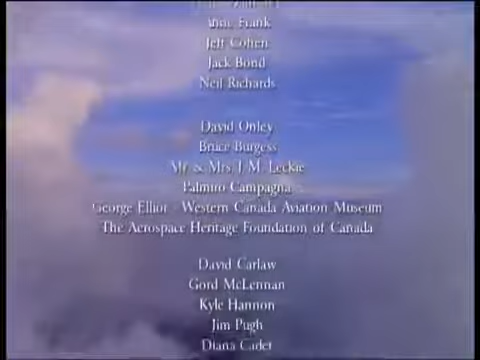 Frank
Jeff Cohen
Jack Bond
Neil Richards
David Onley
Bruce Burgess
Mr & Mrs J M Leckie
Palmiro Campagna
George Elliot - Western Canada Aviation Museum
The Aerospace Heritage Foundation of Canada
David Carlaw
Gord McLennan
Kyle Hannon
Jim Pugh
Diana Cadet